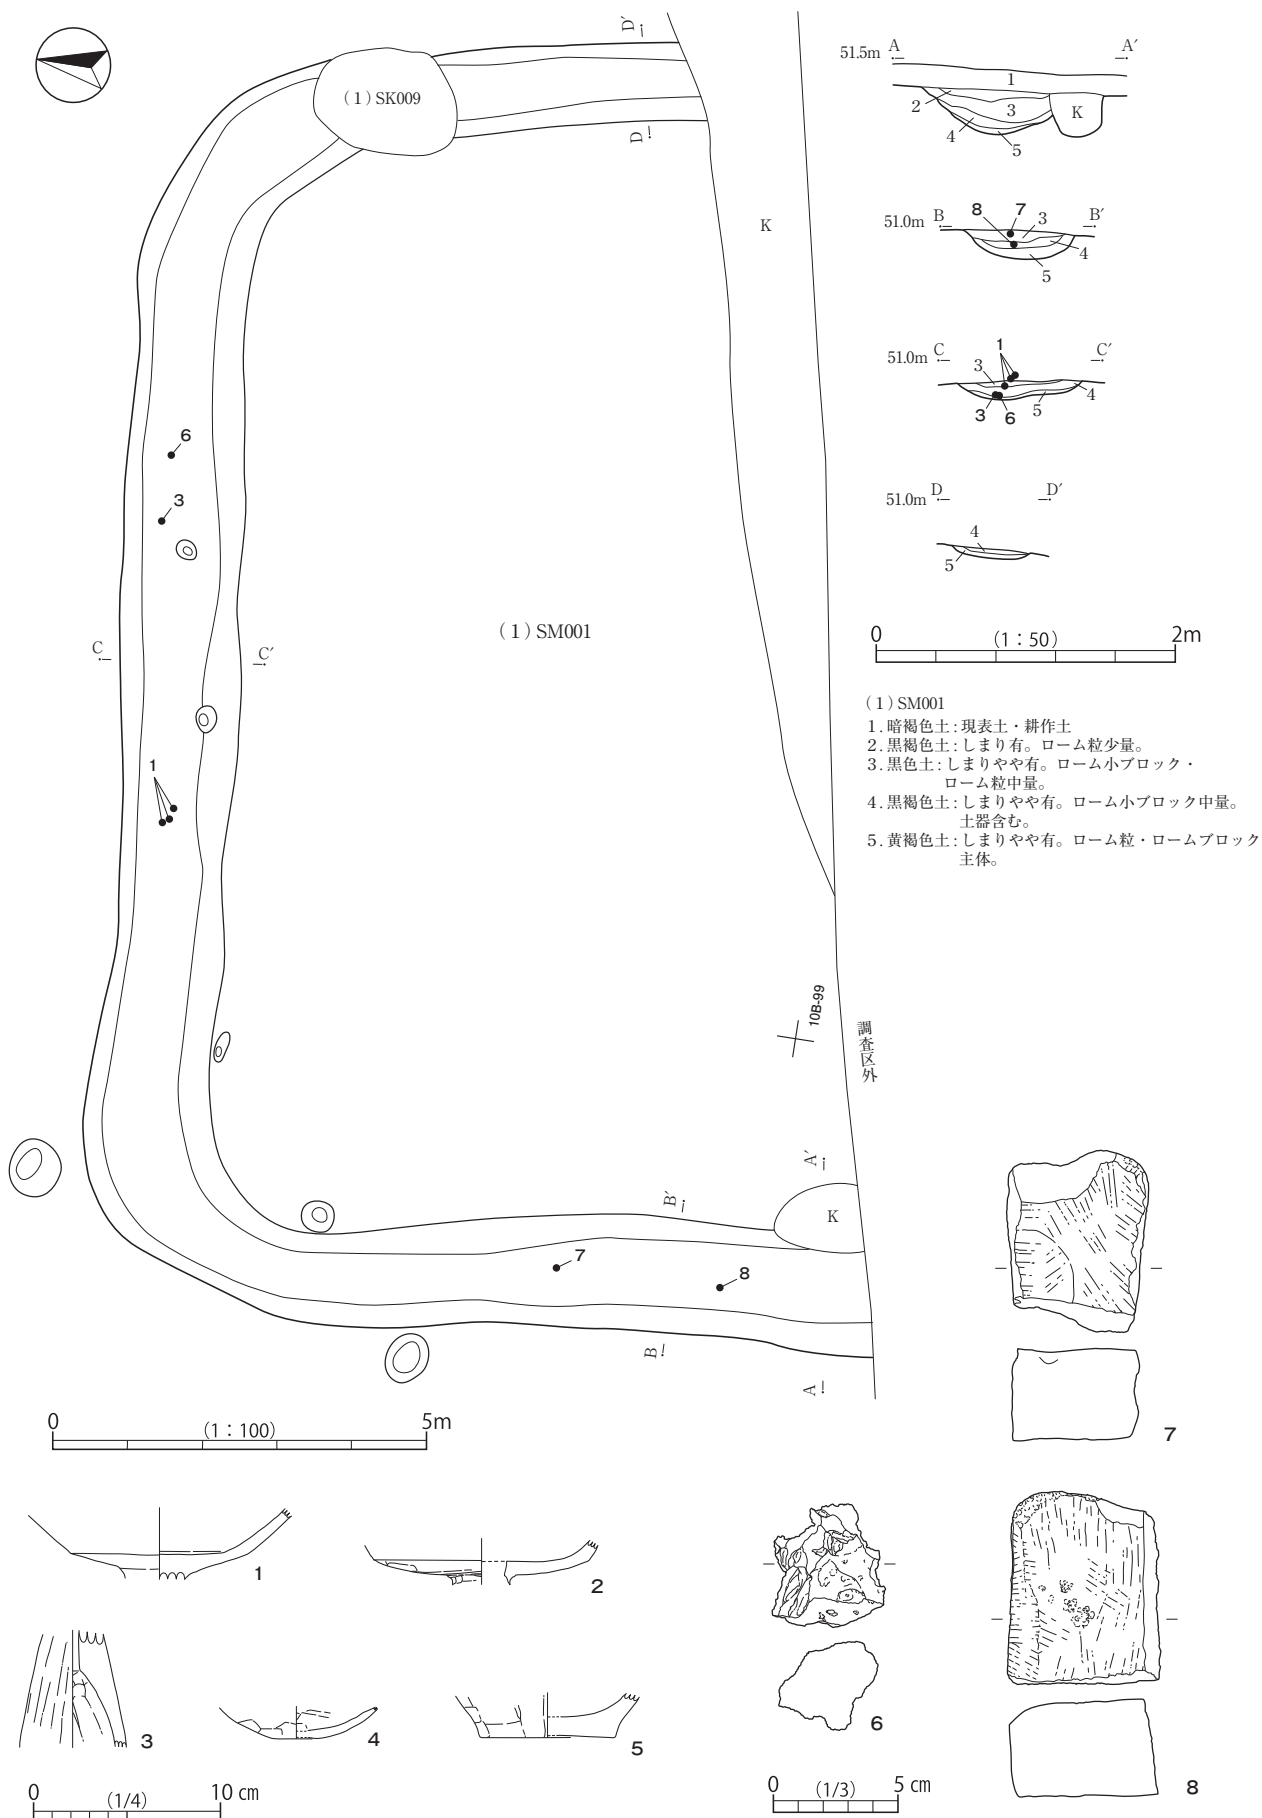 D′
（1）SK009
D
K
6
3
C
C′
（1）SM001
1
10B-99
調査区外
A′
B′
K
7
8
B
A
0
(1：100)
5m
51.5m
A
A′
1
2
3
K
4
5
51.0m
B
8
7
3
B′
4
5
51.0m
C
1
C′
3
4
5
3
6
51.0m
D
D′
4
5
0
(1：50)
2m
（1）SM001
1．暗褐色土：現表土・耕作土
2．黒褐色土：しまり有。ローム粒少量。
3．黒色土：しまりやや有。ローム小ブロック・
ローム粒中量。
4．黒褐色土：しまりやや有。ローム小ブロック中量。
土器含む。
5．黄褐色土：しまりやや有。ローム粒・ロームブロック
主体。
7
1
2
3
4
5
6
8
0
(1/4)
10 cm
0
(1/3)
5 cm